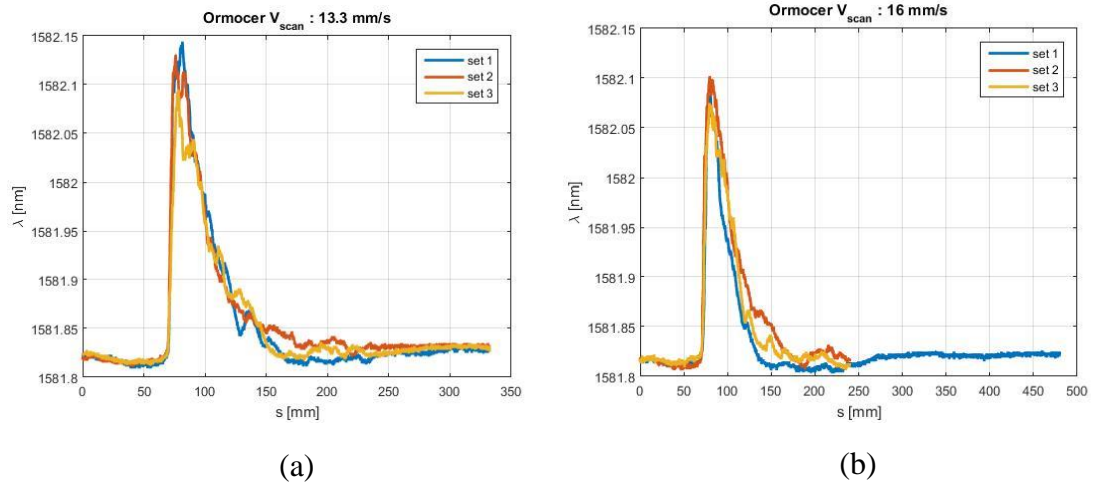 Ormocer V_scan : 13.3 mm/s
1582.15
1582.1
1582.05
1582
1581.95
1581.9
1581.85
1581.8
λ [nm]
set 1
set 2
set 3
0 50 100 150 200 250 300 350
s [mm]
(a)
Ormocer V_scan : 16 mm/s
1582.15
1582.1
1582.05
1582
1581.95
1581.9
1581.85
1581.8
λ [nm]
set 1
set 2
set 3
0 50 100 150 200 250 300 350 400 450 500
s [mm]
(b)